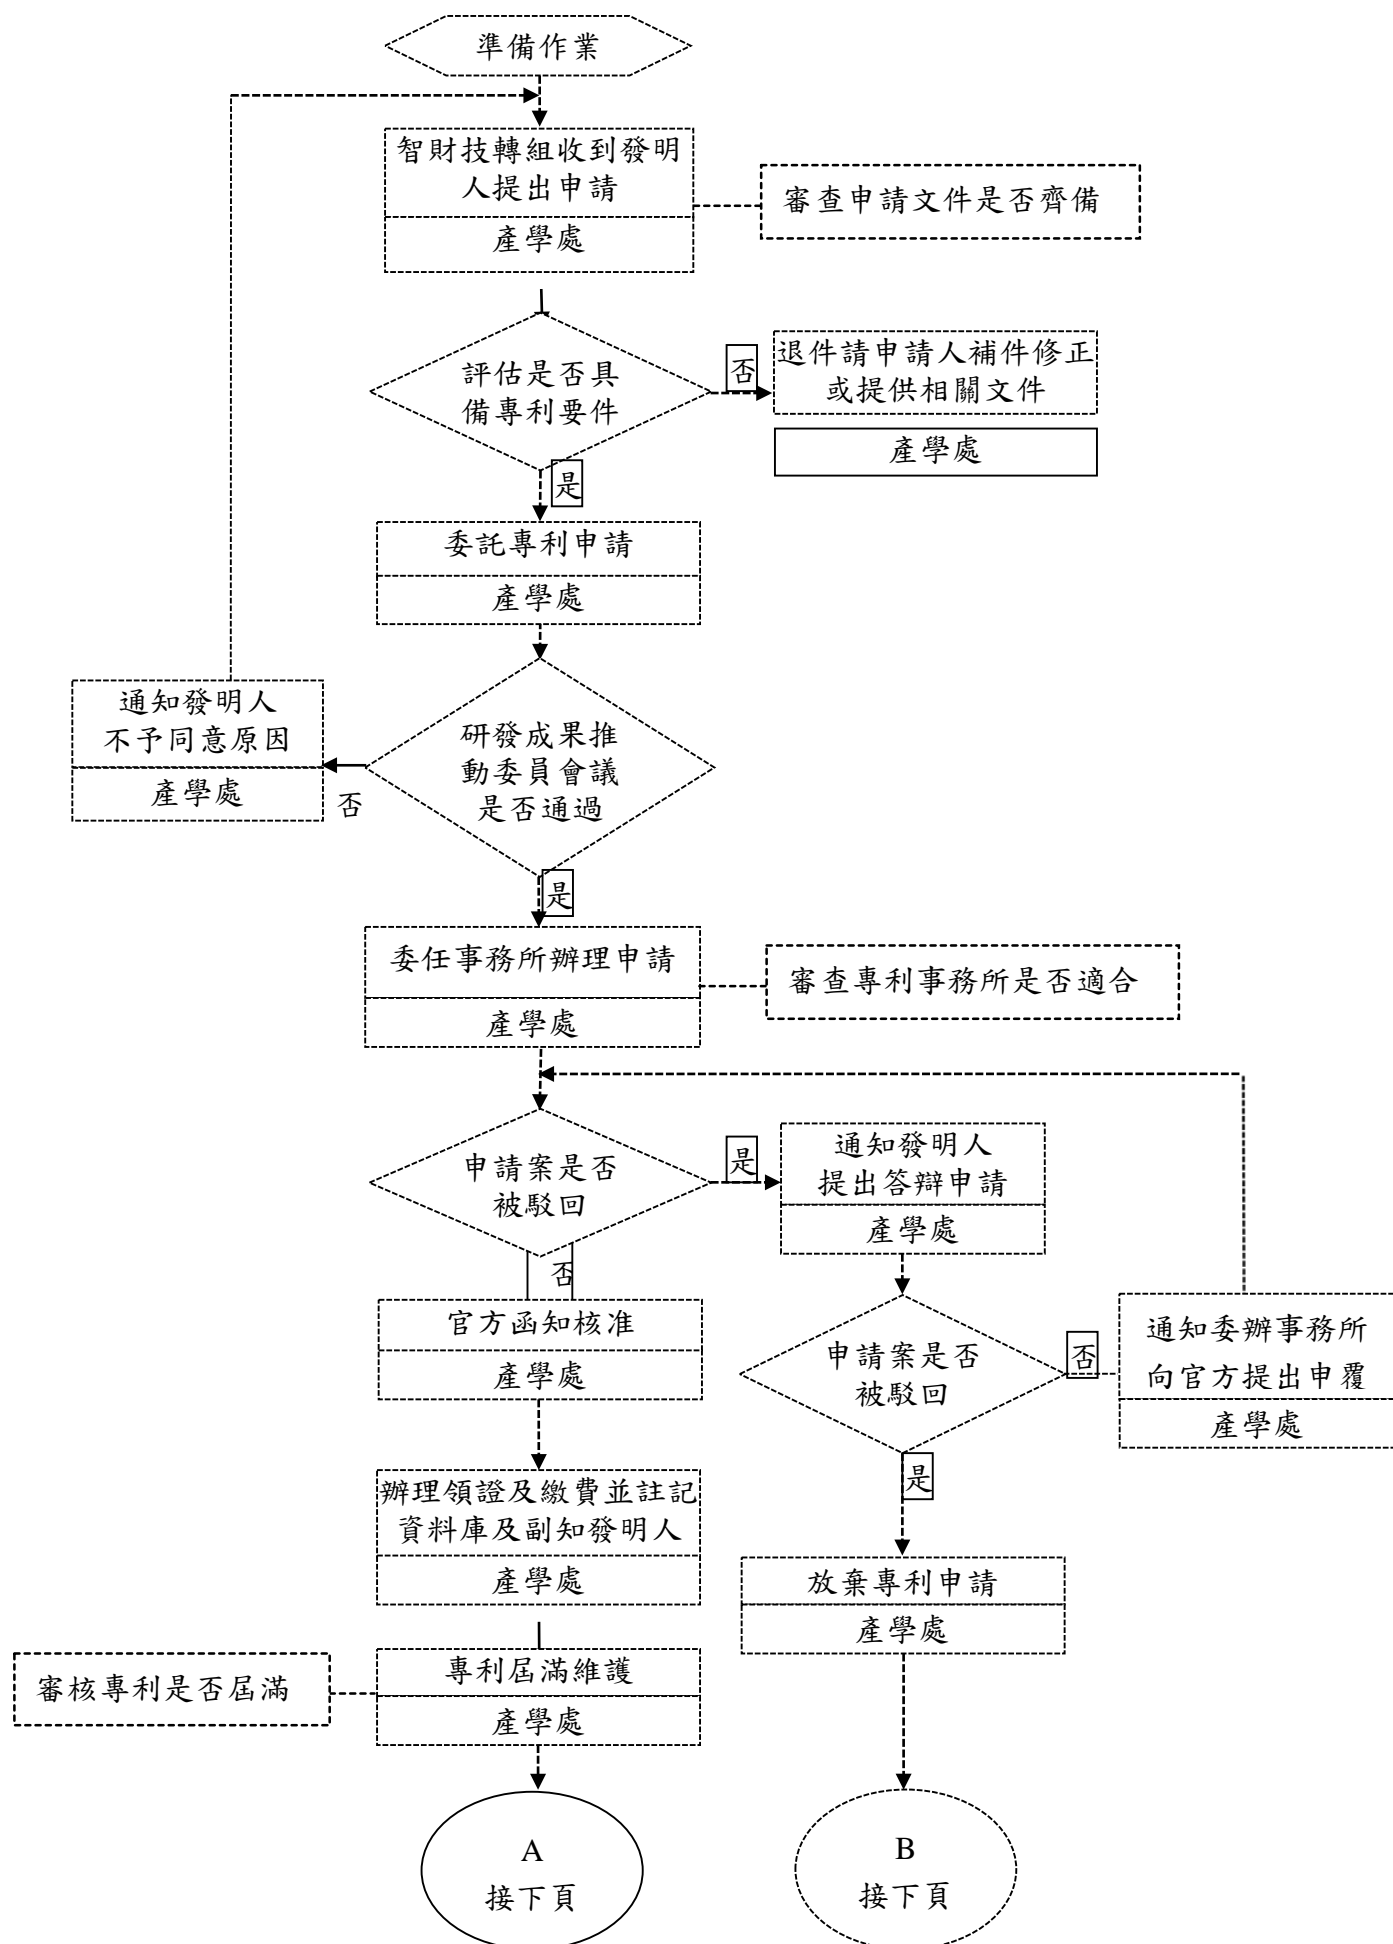 準備作業
智財技轉組收到發明
人提出申請
產學處
審查申請文件是否齊備
評估是否具
備專利要件
否
退件請申請人補件修正
或提供相關文件
產學處
是
委託專利申請
產學處
通知發明人
不予同意原因
產學處
否
研發成果推
動委員會議
是否通過
是
委任事務所辦理申請
產學處
審查專利事務所是否適合
申請案是否
被駁回
是
通知發明人
提出答辯申請
產學處
否
官方函知核准
產學處
申請案是否
被駁回
否
通知委辦事務所
向官方提出申覆
產學處
是
辦理領證及繳費並註記
資料庫及副知發明人
產學處
放棄專利申請
產學處
審核專利是否屆滿
專利屆滿維護
產學處
A
接下頁
B
接下頁